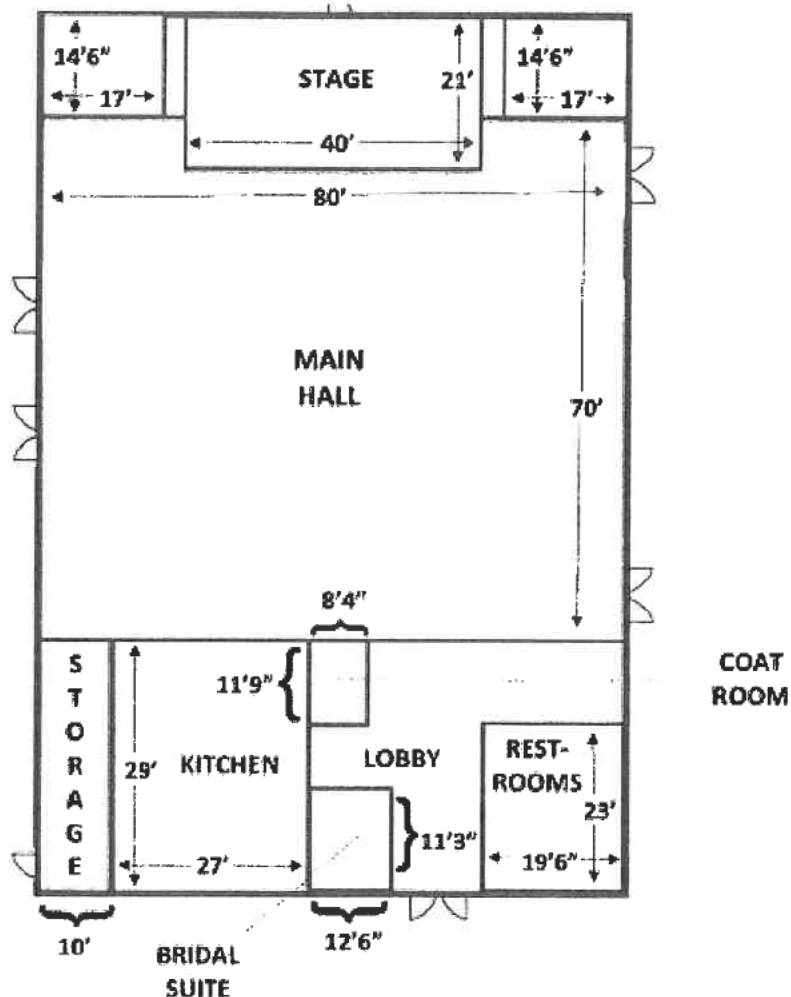 14'6"
17'
STAGE
21'
14'6"
17'
40'
80'
MAIN
HALL
70'
8'4"
11'9"
COAT
ROOM
S
T
O
R
A
G
E
29'
KITCHEN
LOBBY
REST-
ROOMS
23'
27'
11'3"
19'6"
10'
12'6"
BRIDAL
SUITE